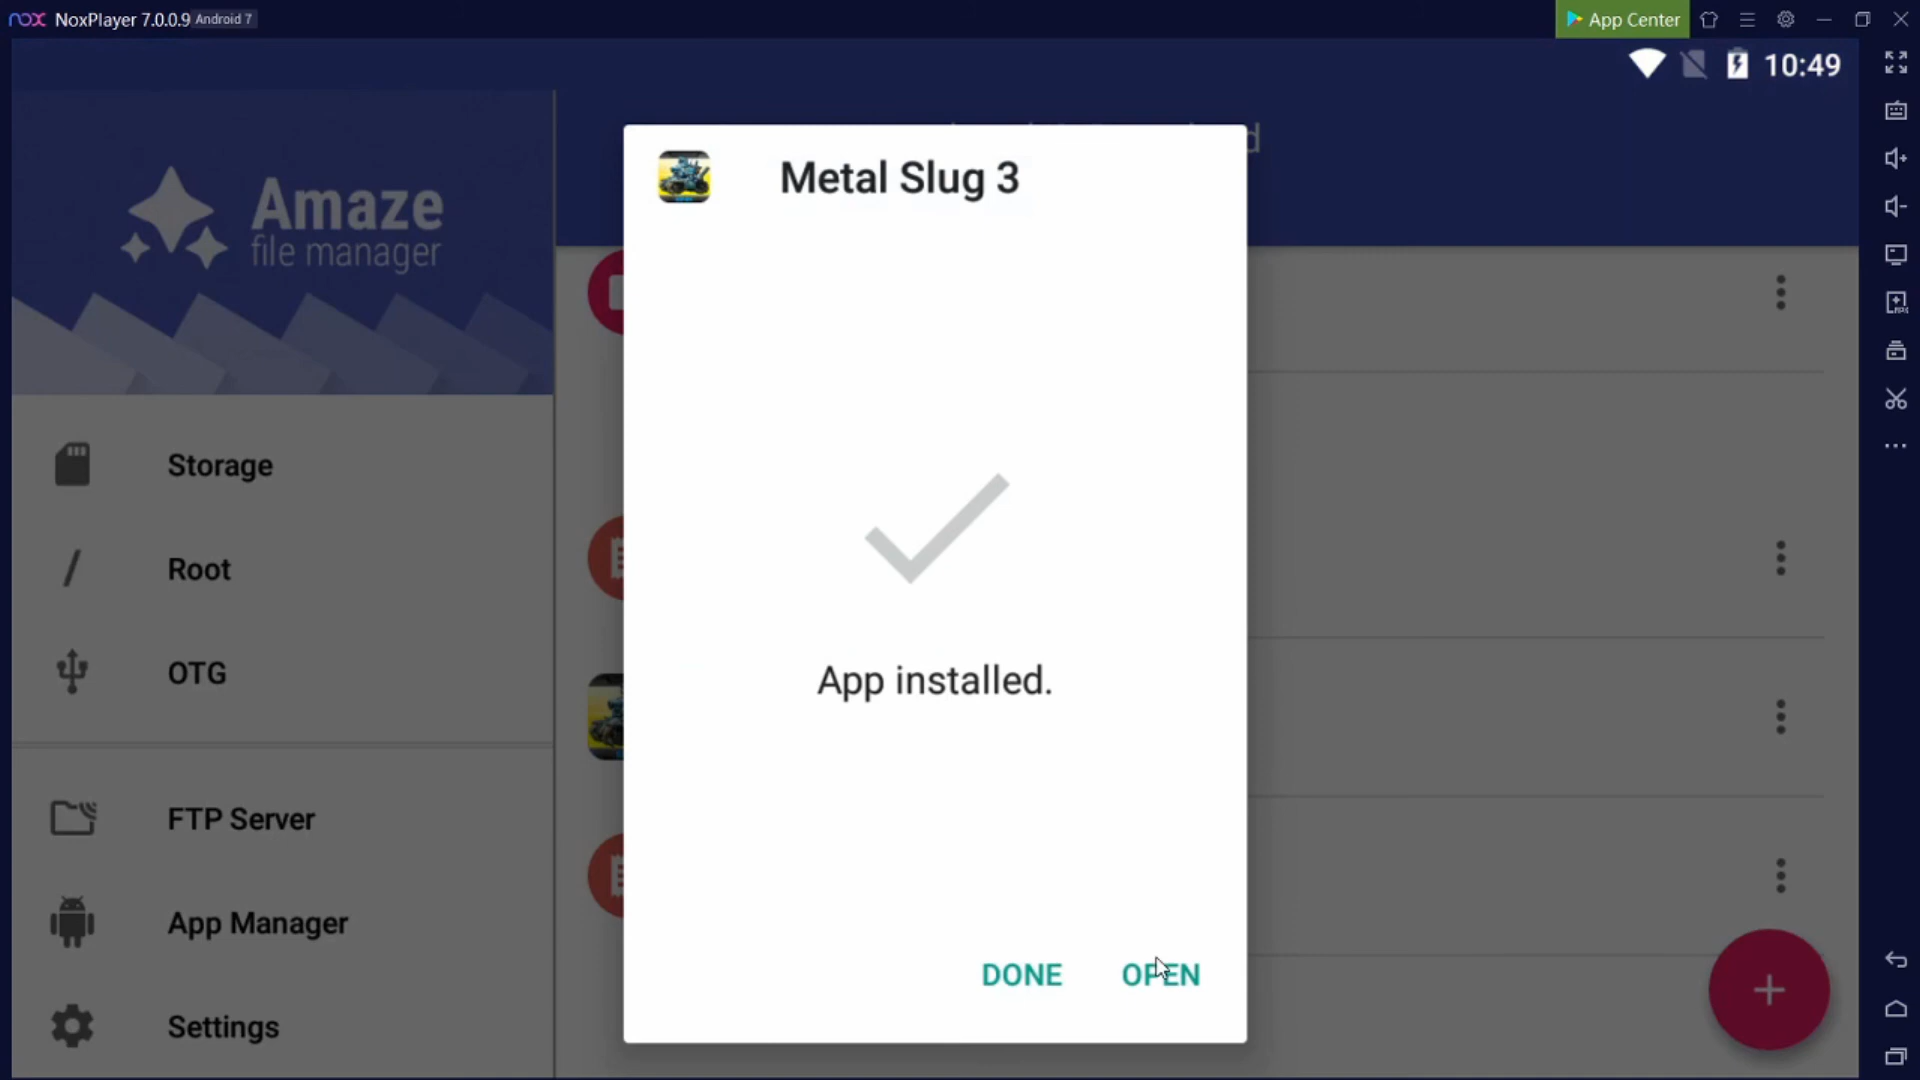 nox NoxPlayer 7.0.0.9 Android 7
App Center
10:49
Amaze
file manager
Metal Slug 3
Storage
Root
OTG
App installed.
FTP Server
App Manager
DONE OPEN
Settings